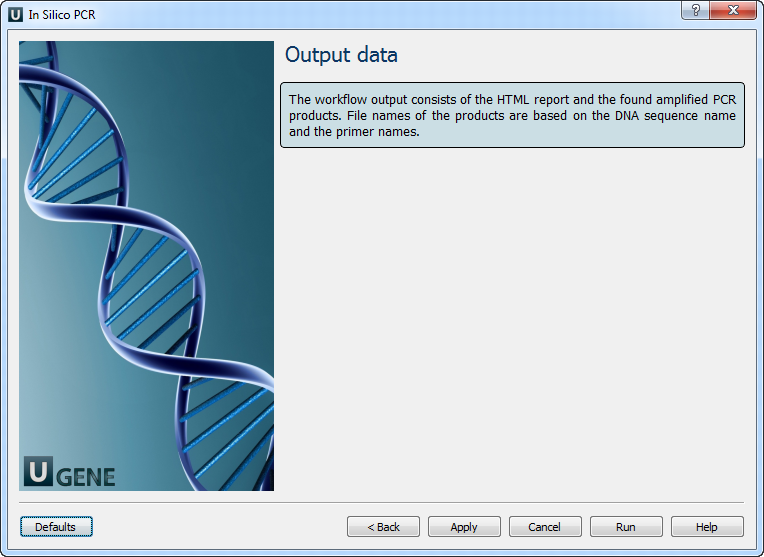 In Silico PCR
Output data
The workflow output consists of the HTML report and the found amplified PCR
products. File names of the products are based on the DNA sequence name
and the primer names.
U GENE
Defaults
< Back
Apply
Cancel
Run
Help